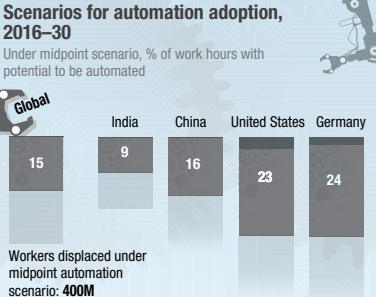 Scenarios for automation adoption,
2016–30
Under midpoint scenario, % of work hours with
potential to be automated
Global
India China United States Germany
15 9 16 23 24
Workers displaced under
midpoint automation
scenario: 400M